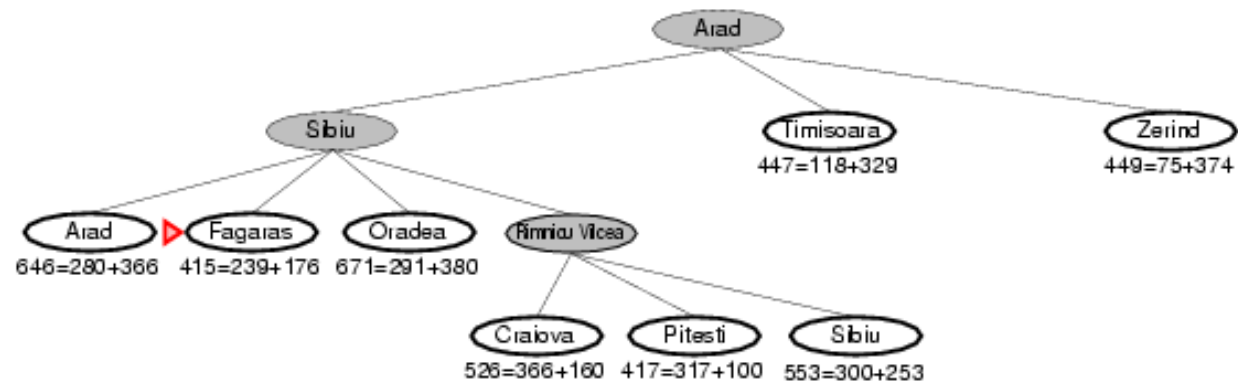 Arad
Sibiu
Timisoara
Zerind
447=118+329
449=75+374
Arad
Fagaras
Oradea
Rimnicu Vilcea
646=280+366
415=239+176
671=291+380
Craiova
Pitesti
Sibiu
526=366+160
417=317+100
553=300+253